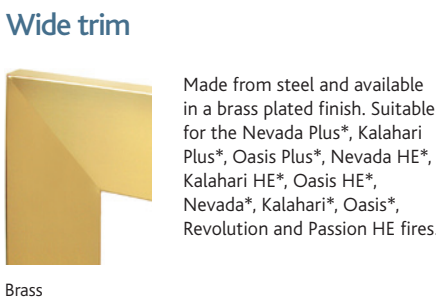 Wide trim
Made from steel and available
in a brass plated finish. Suitable
for the Nevada Plus*, Kalahari
Plus*, Oasis Plus*, Nevada HE*,
Kalahari HE*, Oasis HE*,
Nevada*, Kalahari*, Oasis*,
Revolution and Passion HE fires.
Brass